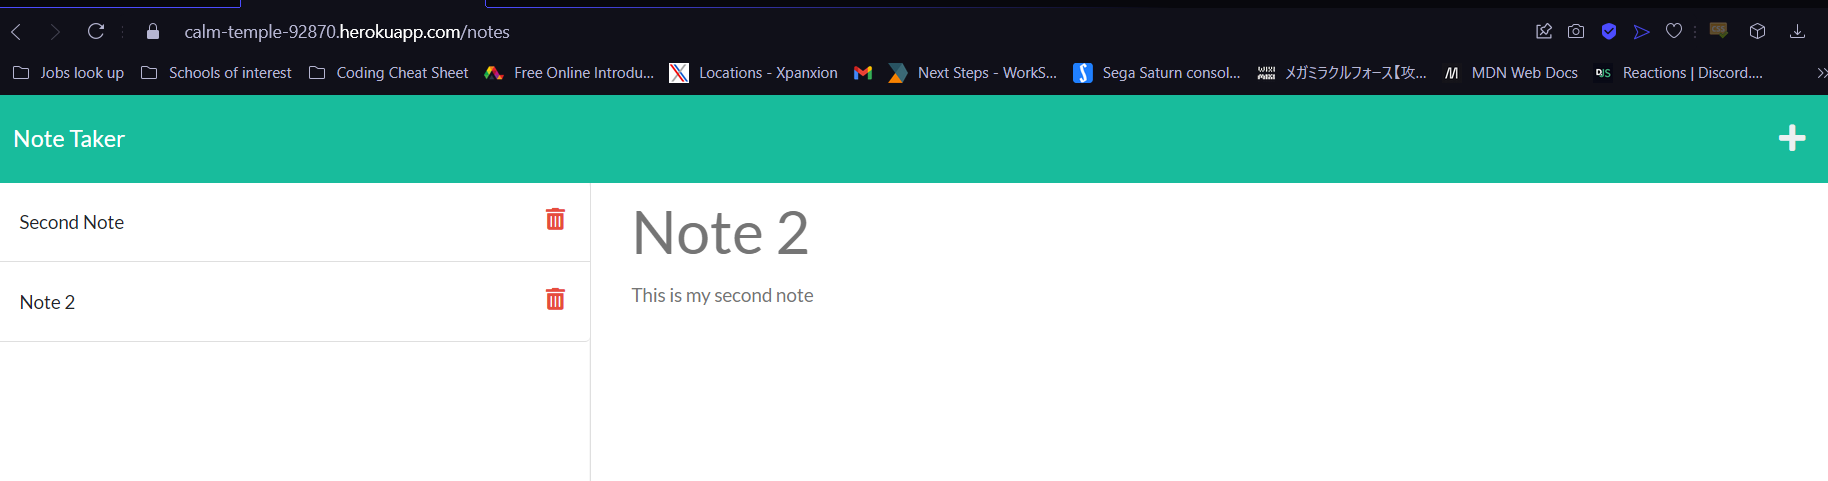 calm-temple-92870.herokuapp.com/notes
Jobs look up Schools of interest Coding Cheat Sheet Free Online Introdu... Locations - Xpanxion Next Steps - WorkS... Sega Saturn consol... メガミラクルフォース【攻... MDN Web Docs Reactions | Discord....
Note Taker
Second Note
Note 2
Note 2
This is my second note